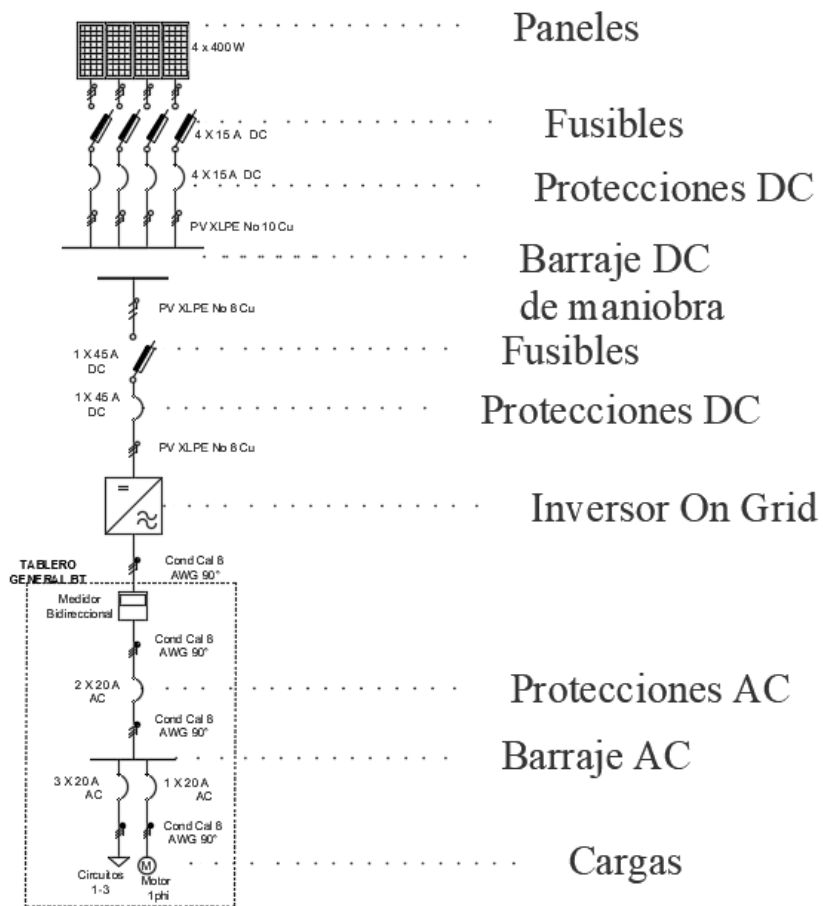 Paneles
4 x 400 W
Fusibles
4 X 15 A DC
4 X 15 A DC
Protecciones DC
PV XLPE No 10 Cu
Barraje DC
de maniobra
PV XLPE No 8 Cu
Fusibles
1 X 45 A
DC
1 X 45 A
DC
Protecciones DC
PV XLPE No 8 Cu
Inversor On Grid
Cond Cal 8
AWG 90°
TABLERO
GENERAL BT
Medidor
Bidireccional
Cond Cal 8
AWG 90°
2 X 20 A
AC
Protecciones AC
Cond Cal 8
AWG 90°
Barraje AC
3 X 20 A
AC
1 X 20 A
AC
Cond Cal 8
AWG 90°
Cargas
Circuitos
1-3
M
Motor
1phi